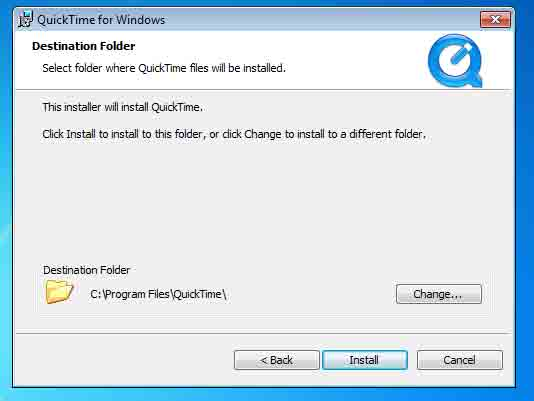 QuickTime for Windows
Destination Folder
Select folder where QuickTime files will be installed.
This installer will install QuickTime.
Click Install to install to this folder, or click Change to install to a different folder.
Destination Folder
C:\Program Files\QuickTime\
Change...
< Back
Install
Cancel